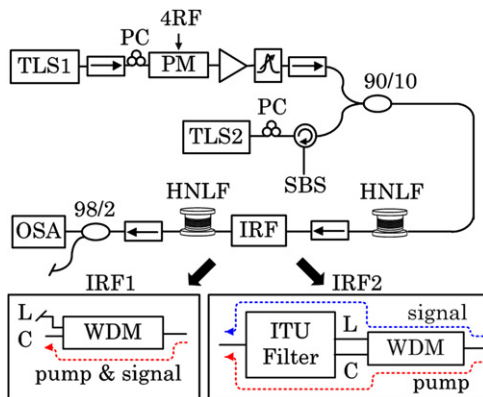 4RF
PC
TLS1
PM
90/10
PC
TLS2
SBS
HNLF
HNLF
98/2
OSA
IRF
IRF1
IRF2
L
C
WDM
pump & signal
ITU
Filter
L
C
WDM
signal
pump